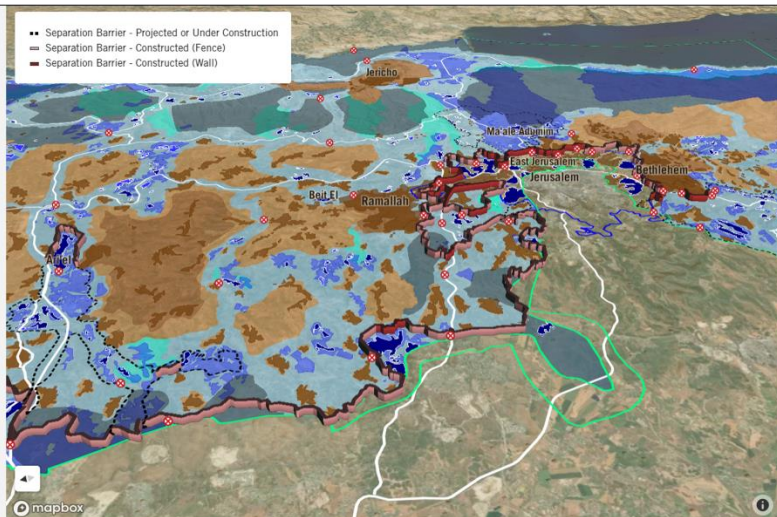 Separation Barrier - Projected or Under Construction
Separation Barrier - Constructed (Fence)
Separation Barrier - Constructed (Wall)
Jericho
Ma'ale Adumim
East Jerusalem
Jerusalem
Bethlehem
Beit El
Ramallah
Ariel
mapbox
i